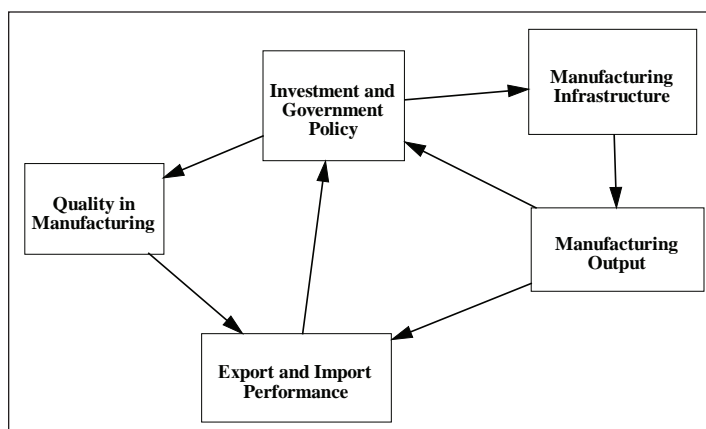 Investment and
Government
Policy
Manufacturing
Infrastructure
Quality in
Manufacturing
Manufacturing
Output
Export and Import
Performance